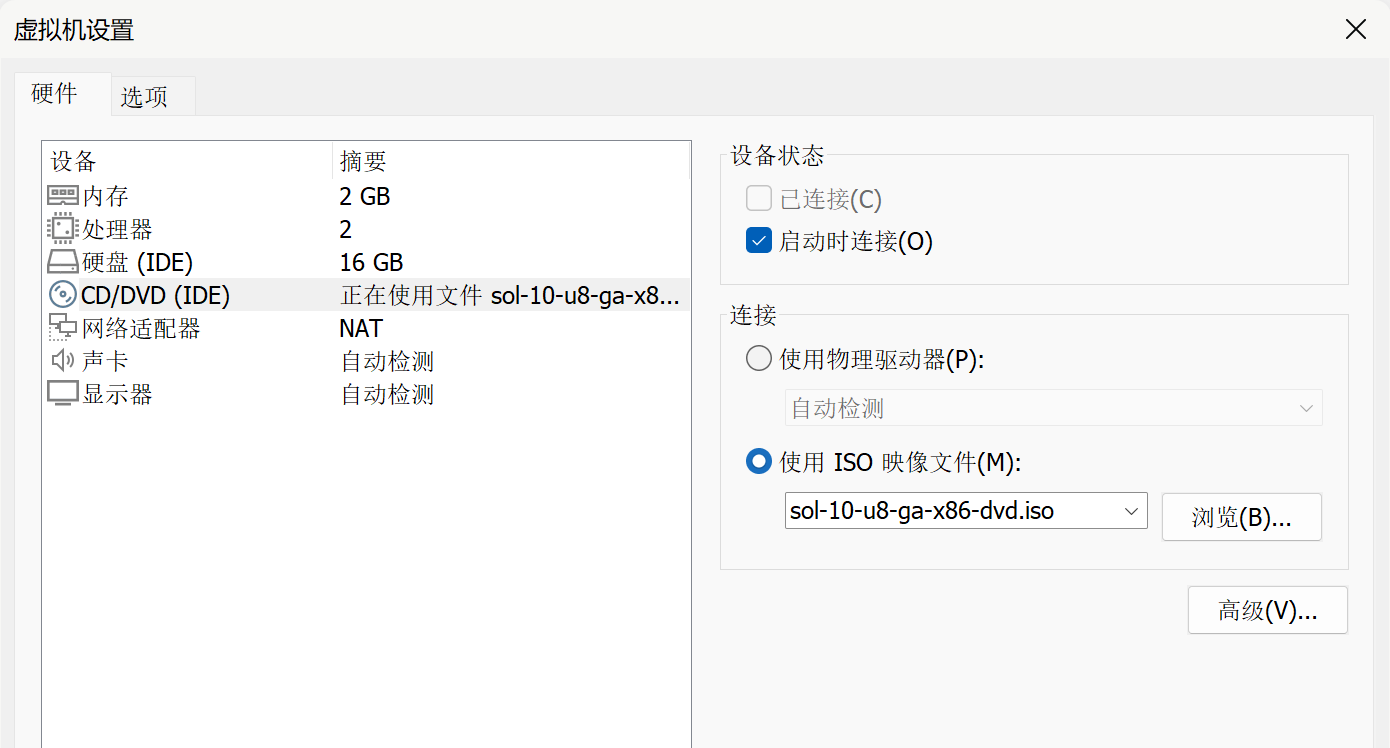 虚拟机设置
硬件
选项
设备 摘要
内存 2 GB
处理器 2
硬盘 (IDE) 16 GB
CD/DVD (IDE) 正在使用文件 sol-10-u8-ga-x8...
网络适配器 NAT
声卡 自动检测
显示器 自动检测
设备状态
已连接(C)
启动时连接(O)
连接
使用物理驱动器(P):
自动检测
使用 ISO 映像文件(M):
sol-10-u8-ga-x86-dvd.iso
浏览(B)...
高级(V)...